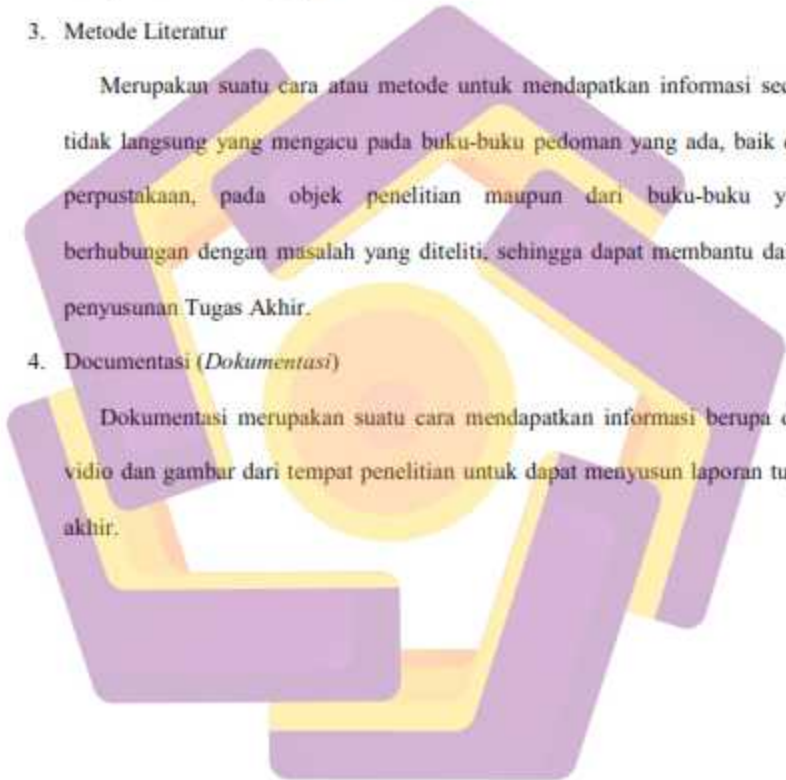 3. Metode Literatur
Merupakan suatu cara atau metode untuk mendapatkan informasi
tidak langsung yang mengacu pada buku-buku pedoman yang ada, baik
perpustakaan, pada objek penelitian maupun dari buku-buku
berhubungan dengan masalah yang diteliti, sehingga dapat membantu
penyusunan Tugas Akhir.
4. Documentasi (Dokumentasi)
Dokumentasi merupakan suatu cara mendapatkan informasi berupa
vidio dan gambar dari tempat penelitian untuk dapat menyusun laporan
akhir.